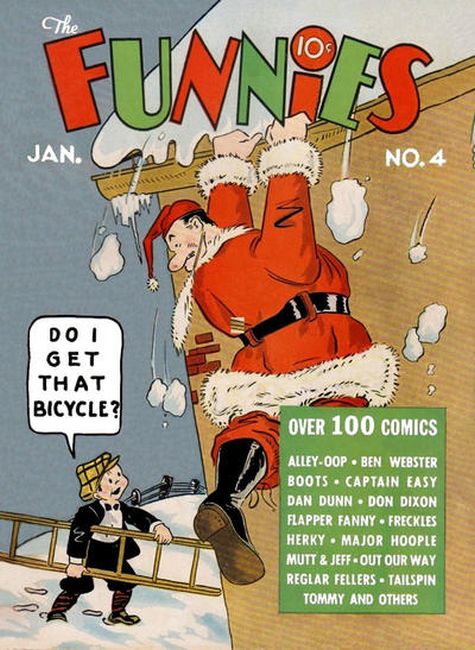 The
FUNNiES
10¢
JAN.
NO. 4
DO I
GET
THAT
BICYCLE?
OVER 100 COMICS
ALLEY-OOP • BEN WEBSTER
BOOTS • CAPTAIN EASY
DAN DUNN • DON DIXON
FLAPPER FANNY • FRECKLES
HERKY • MAJOR HOOPLE
MUTT & JEFF • OUT OUR WAY
REGLAR FELLERS • TAILSPIN
TOMMY AND OTHERS